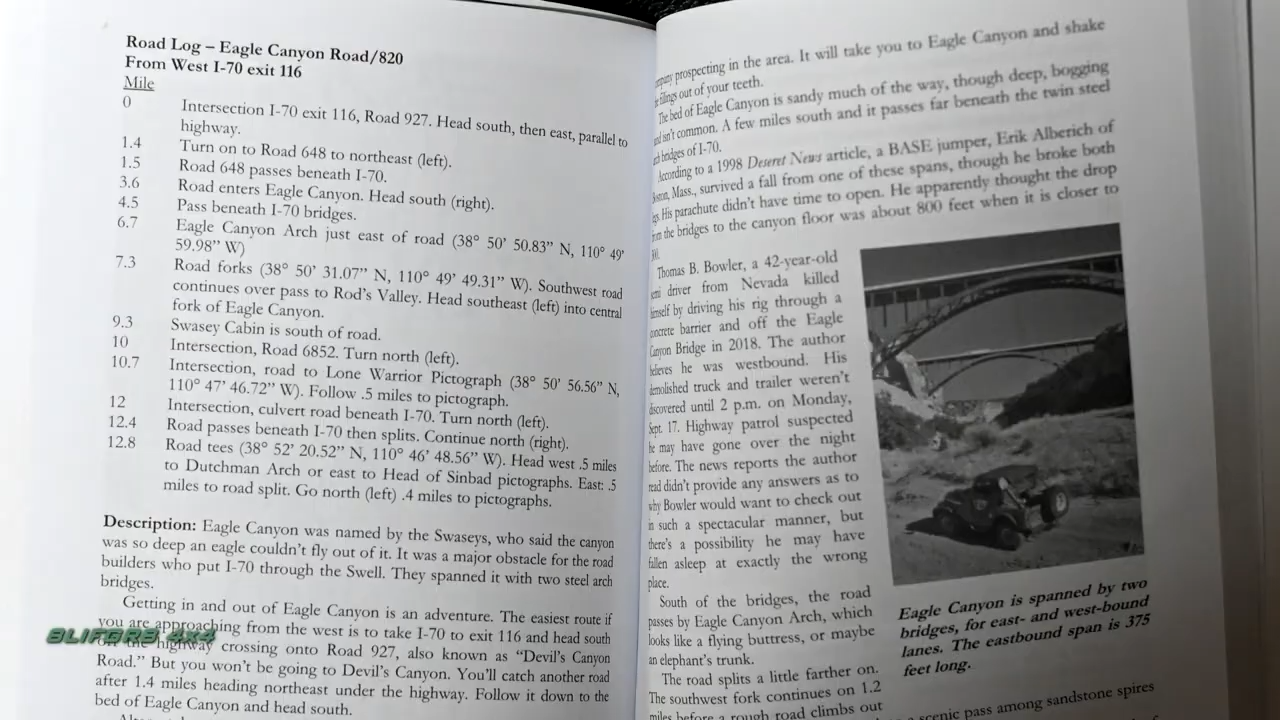 Road Log – Eagle Canyon Road/820
From West I-70 exit 116
Mile
0 Intersection I-70 exit 116, Road 927. Head south, then east, parallel to
highway.
1.4 Turn on to Road 648 to northeast (left).
1.5 Road 648 passes beneath I-70.
3.6 Road enters Eagle Canyon. Head south (right).
4.5 Pass beneath I-70 bridges.
6.7 Eagle Canyon Arch just east of road (38° 50' 50.83” N, 110° 49'
59.98” W)
7.3 Road forks (38° 50' 31.07” N, 110° 49' 49.31” W). Southwest road
continues over pass to Rod's Valley. Head southeast (left) into central
fork of Eagle Canyon.
9.3 Swasey Cabin is south of road.
10 Intersection, Road 6852. Turn north (left).
10.7 Intersection, road to Lone Warrior Pictograph (38° 50' 56.56” N,
110° 47' 46.72” W). Follow .5 miles to pictograph.
12 Intersection, culvert road beneath I-70. Turn north (left).
12.4 Road passes beneath I-70 then splits. Continue north (right).
12.8 Road tees (38° 52' 20.52” N, 110° 46' 48.56” W). Head west .5 miles
to Dutchman Arch or east to Head of Sinbad pictographs. East: .5
miles to road split. Go north (left) .4 miles to pictographs.
Description: Eagle Canyon was named by the Swaseys, who said the canyon
was so deep an eagle couldn't fly out of it. It was a major obstacle for the road
builders who put I-70 through the Swell. They spanned it with two steel arch
bridges.
Getting in and out of Eagle Canyon is an adventure. The easiest route if
you are approaching from the west is to take I-70 to exit 116 and head south
the highway crossing onto Road 927, also known as “Devil's Canyon
Road.” But you won't be going to Devil's Canyon. You'll catch another road
after 1.4 miles heading northeast under the highway. Follow it down to the
bed of Eagle Canyon and head south.
BLIFOR8 4X4
prospecting in the area. It will take you to Eagle Canyon and shake
fillings out of your teeth.
The bed of Eagle Canyon is sandy much of the way, though deep, bogging
isn't common. A few miles south and it passes far beneath the twin steel
bridges of I-70.
According to a 1998 Deseret News article, a BASE jumper, Erik Alberich of
Boston, Mass., survived a fall from one of these spans, though he broke both
His parachute didn't have time to open. He apparently thought the drop
from the bridges to the canyon floor was about 800 feet when it is closer to
Thomas B. Bowler, a 42-year-old
semi driver from Nevada killed
himself by driving his rig through a
concrete barrier and off the Eagle
Canyon Bridge in 2018. The author
believes he was westbound. His
demolished truck and trailer weren't
discovered until 2 p.m. on Monday,
Sept. 17. Highway patrol suspected
he may have gone over the night
before. The news reports the author
read didn't provide any answers as to
why Bowler would want to check out
in such a spectacular manner, but
there's a possibility he may have
fallen asleep at exactly the wrong
place.
South of the bridges, the road
passes by Eagle Canyon Arch, which
looks like a flying buttress, or maybe
an elephant's trunk.
The road splits a little farther on.
The southwest fork continues on 1.2
miles before a rough road climbs out
Eagle Canyon is spanned by two
bridges, for east- and west-bound
lanes. The eastbound span is 375
feet long.
a scenic pass among sandstone spires